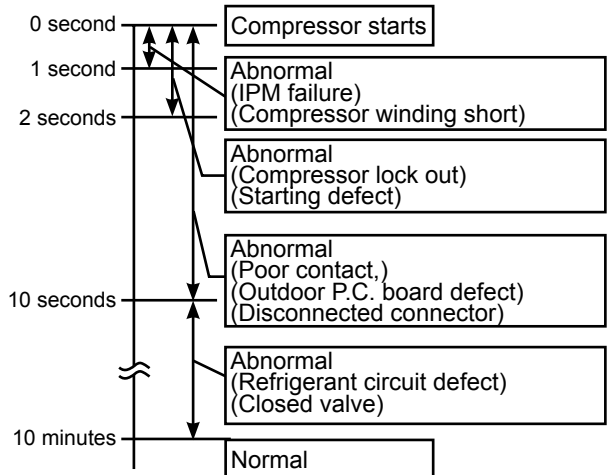 0 second
Compressor starts
1 second
Abnormal
(IPM failure)
(Compressor winding short)
2 seconds
Abnormal
(Compressor lock out)
(Starting defect)
Abnormal
(Poor contact,)
(Outdoor P.C. board defect)
(Disconnected connector)
10 seconds
Abnormal
(Refrigerant circuit defect)
(Closed valve)
10 minutes
Normal